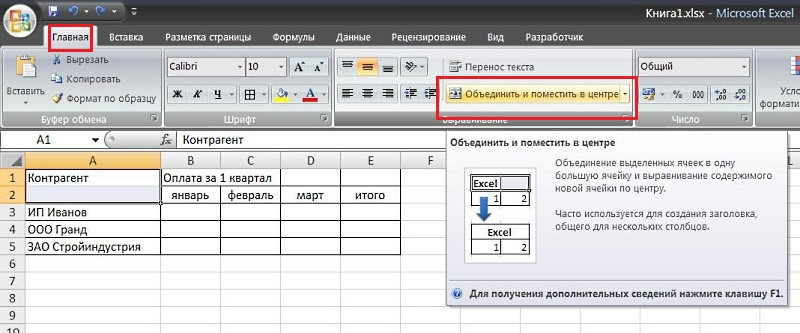 Книга1.xlsx - Microsoft Excel
Главная Вставка Разметка страницы Формулы Данные Рецензирование Вид Разработчик
Вставить
Вырезать
Копировать
Формат по образцу
Буфер обмена
Calibri 10
Ж К Ч
Шрифт
Перенос текста
Объединить и поместить в центре
Выравнивание
Общий
% 000
Число
Условное
форматирование
A1 fx Контрагент
A B C D E F
1 Контрагент Оплата за 1 квартал
2 январь февраль март итого
3 ИП Иванов
4 ООО Гранд
5 ЗАО Стройиндустрия
6
7
8
9
10
Объединить и поместить в центре
Excel
1 2
Excel
1 2
Объединение выделенных ячеек в одну
большую ячейку и выравнивание содержимого
новой ячейки по центру.
Часто используется для создания заголовка,
общего для нескольких столбцов.
Для получения дополнительных сведений нажмите клавишу F1.